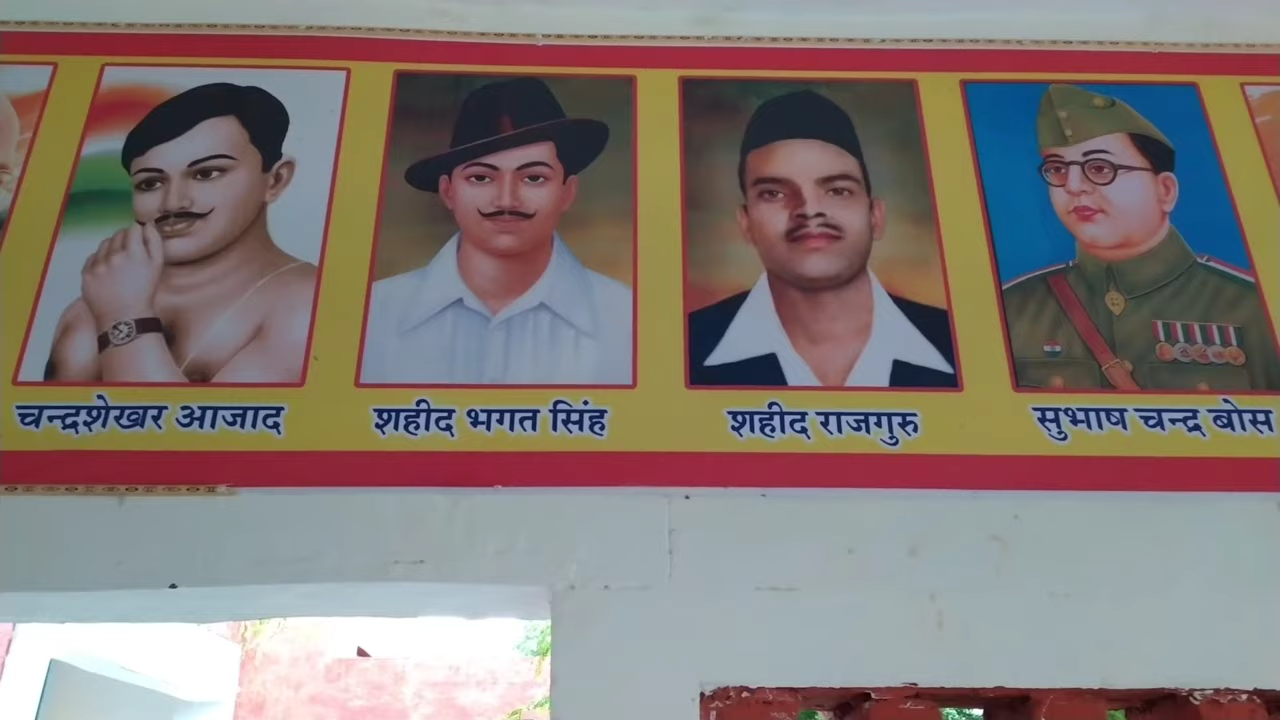 चन्द्रशेखर आजाद
शहीद भगत सिंह
शहीद राजगुरु
सुभाष चन्द्र बोस